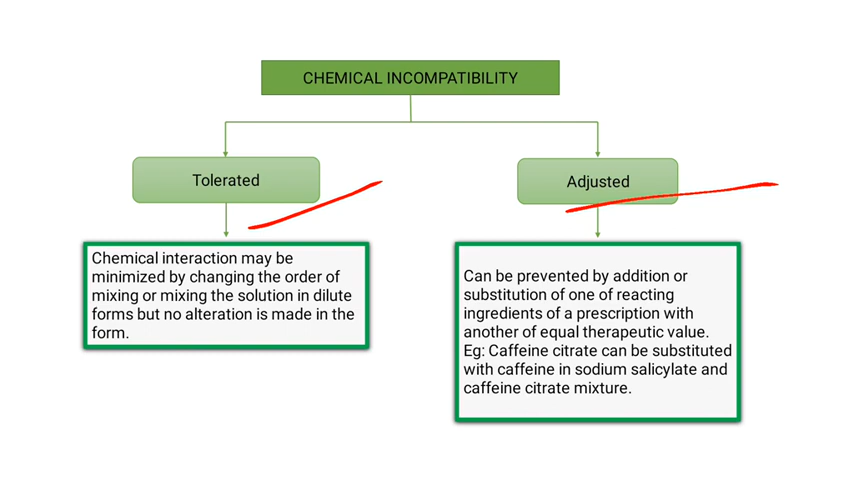 CHEMICAL INCOMPATIBILITY
Tolerated
Adjusted
Chemical interaction may be
minimized by changing the order of
mixing or mixing the solution in dilute
forms but no alteration is made in the
form.
Can be prevented by addition or
substitution of one of reacting
ingredients of a prescription with
another of equal therapeutic value.
Eg: Caffeine citrate can be substituted
with caffeine in sodium salicylate and
caffeine citrate mixture.